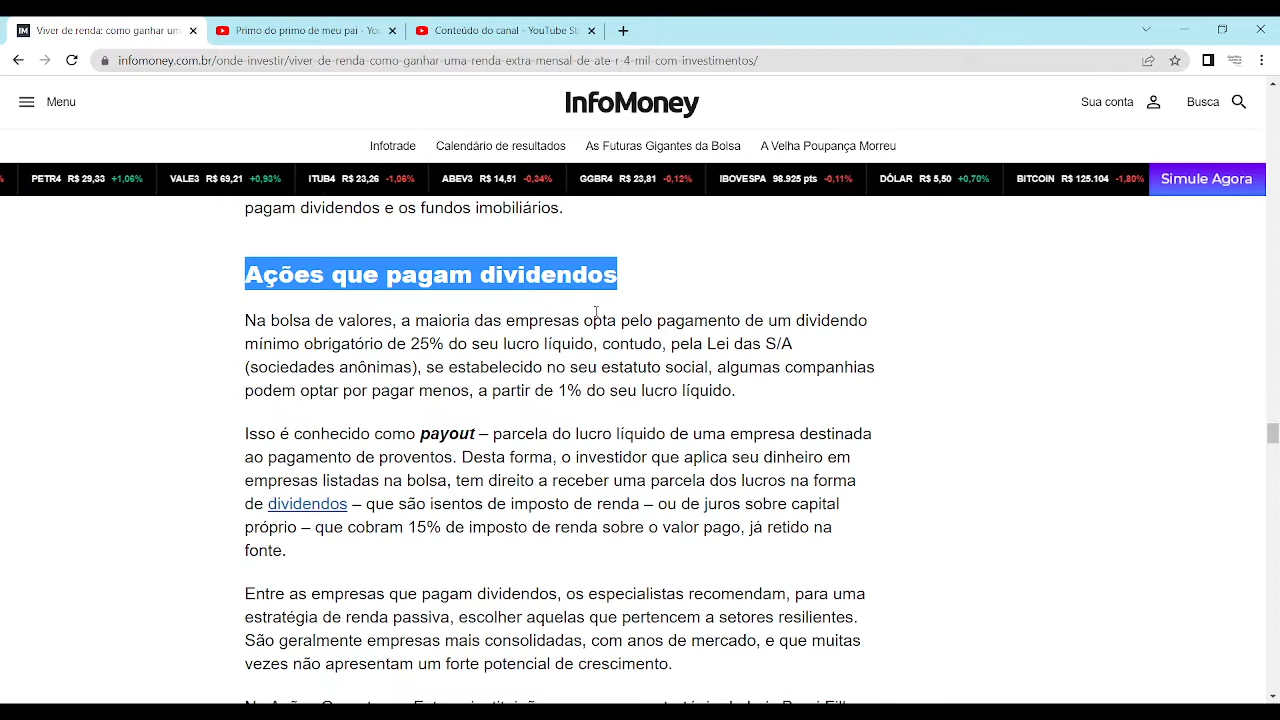 Viver de renda: como ganhar um
Primo do primo de meu pai - You
Conteúdo do canal - YouTube St
infomoney.com.br/onde-investir/viver-de-renda-como-ganhar-uma-renda-extra-mensal-de-ate-r-4-mil-com-investimentos/
Menu
InfoMoney
Sua conta
Busca
Infotrade
Calendário de resultados
As Futuras Gigantes da Bolsa
A Velha Poupança Morreu
% PETR4 R$ 29,33 +1,06% VALE3 R$ 69,21 +0,93% ITUB4 R$ 23,26 -1,06% ABEV3 R$ 14,51 -0,34% GGBR4 R$ 23,81 -0,12% IBOVESPA 98.925 pts -0,11% DÓLAR R$ 5,50 +0,70% BITCOIN R$ 125.104 -1,80% Simule Agora
pagam dividendos e os fundos imobiliários.
Ações que pagam dividendos
Na bolsa de valores, a maioria das empresas opta pelo pagamento de um dividendo
mínimo obrigatório de 25% do seu lucro líquido, contudo, pela Lei das S/A
(sociedades anônimas), se estabelecido no seu estatuto social, algumas companhias
podem optar por pagar menos, a partir de 1% do seu lucro líquido.
Isso é conhecido como payout – parcela do lucro líquido de uma empresa destinada
ao pagamento de proventos. Desta forma, o investidor que aplica seu dinheiro em
empresas listadas na bolsa, tem direito a receber uma parcela dos lucros na forma
de dividendos – que são isentos de imposto de renda – ou de juros sobre capital
próprio – que cobram 15% de imposto de renda sobre o valor pago, já retido na
fonte.
Entre as empresas que pagam dividendos, os especialistas recomendam, para uma
estratégia de renda passiva, escolher aquelas que pertencem a setores resilientes.
São geralmente empresas mais consolidadas, com anos de mercado, e que muitas
vezes não apresentam um forte potencial de crescimento.